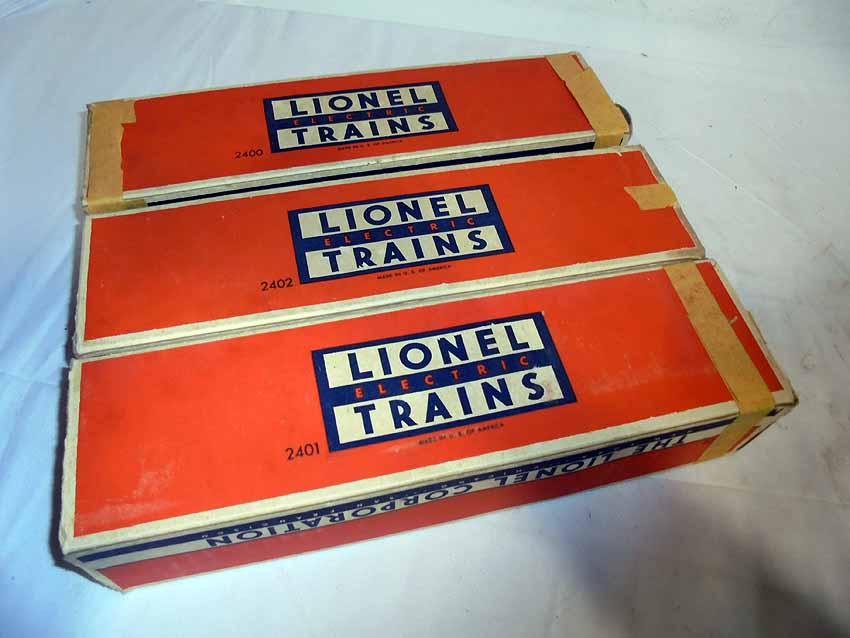 LIONEL
ELECTRIC
TRAINS
2400
MADE IN U. S. OF AMERICA
LIONEL
ELECTRIC
TRAINS
2402
MADE IN U. S. OF AMERICA
LIONEL
ELECTRIC
TRAINS
2401
MADE IN U. S. OF AMERICA
THE LIONEL CORPORATION